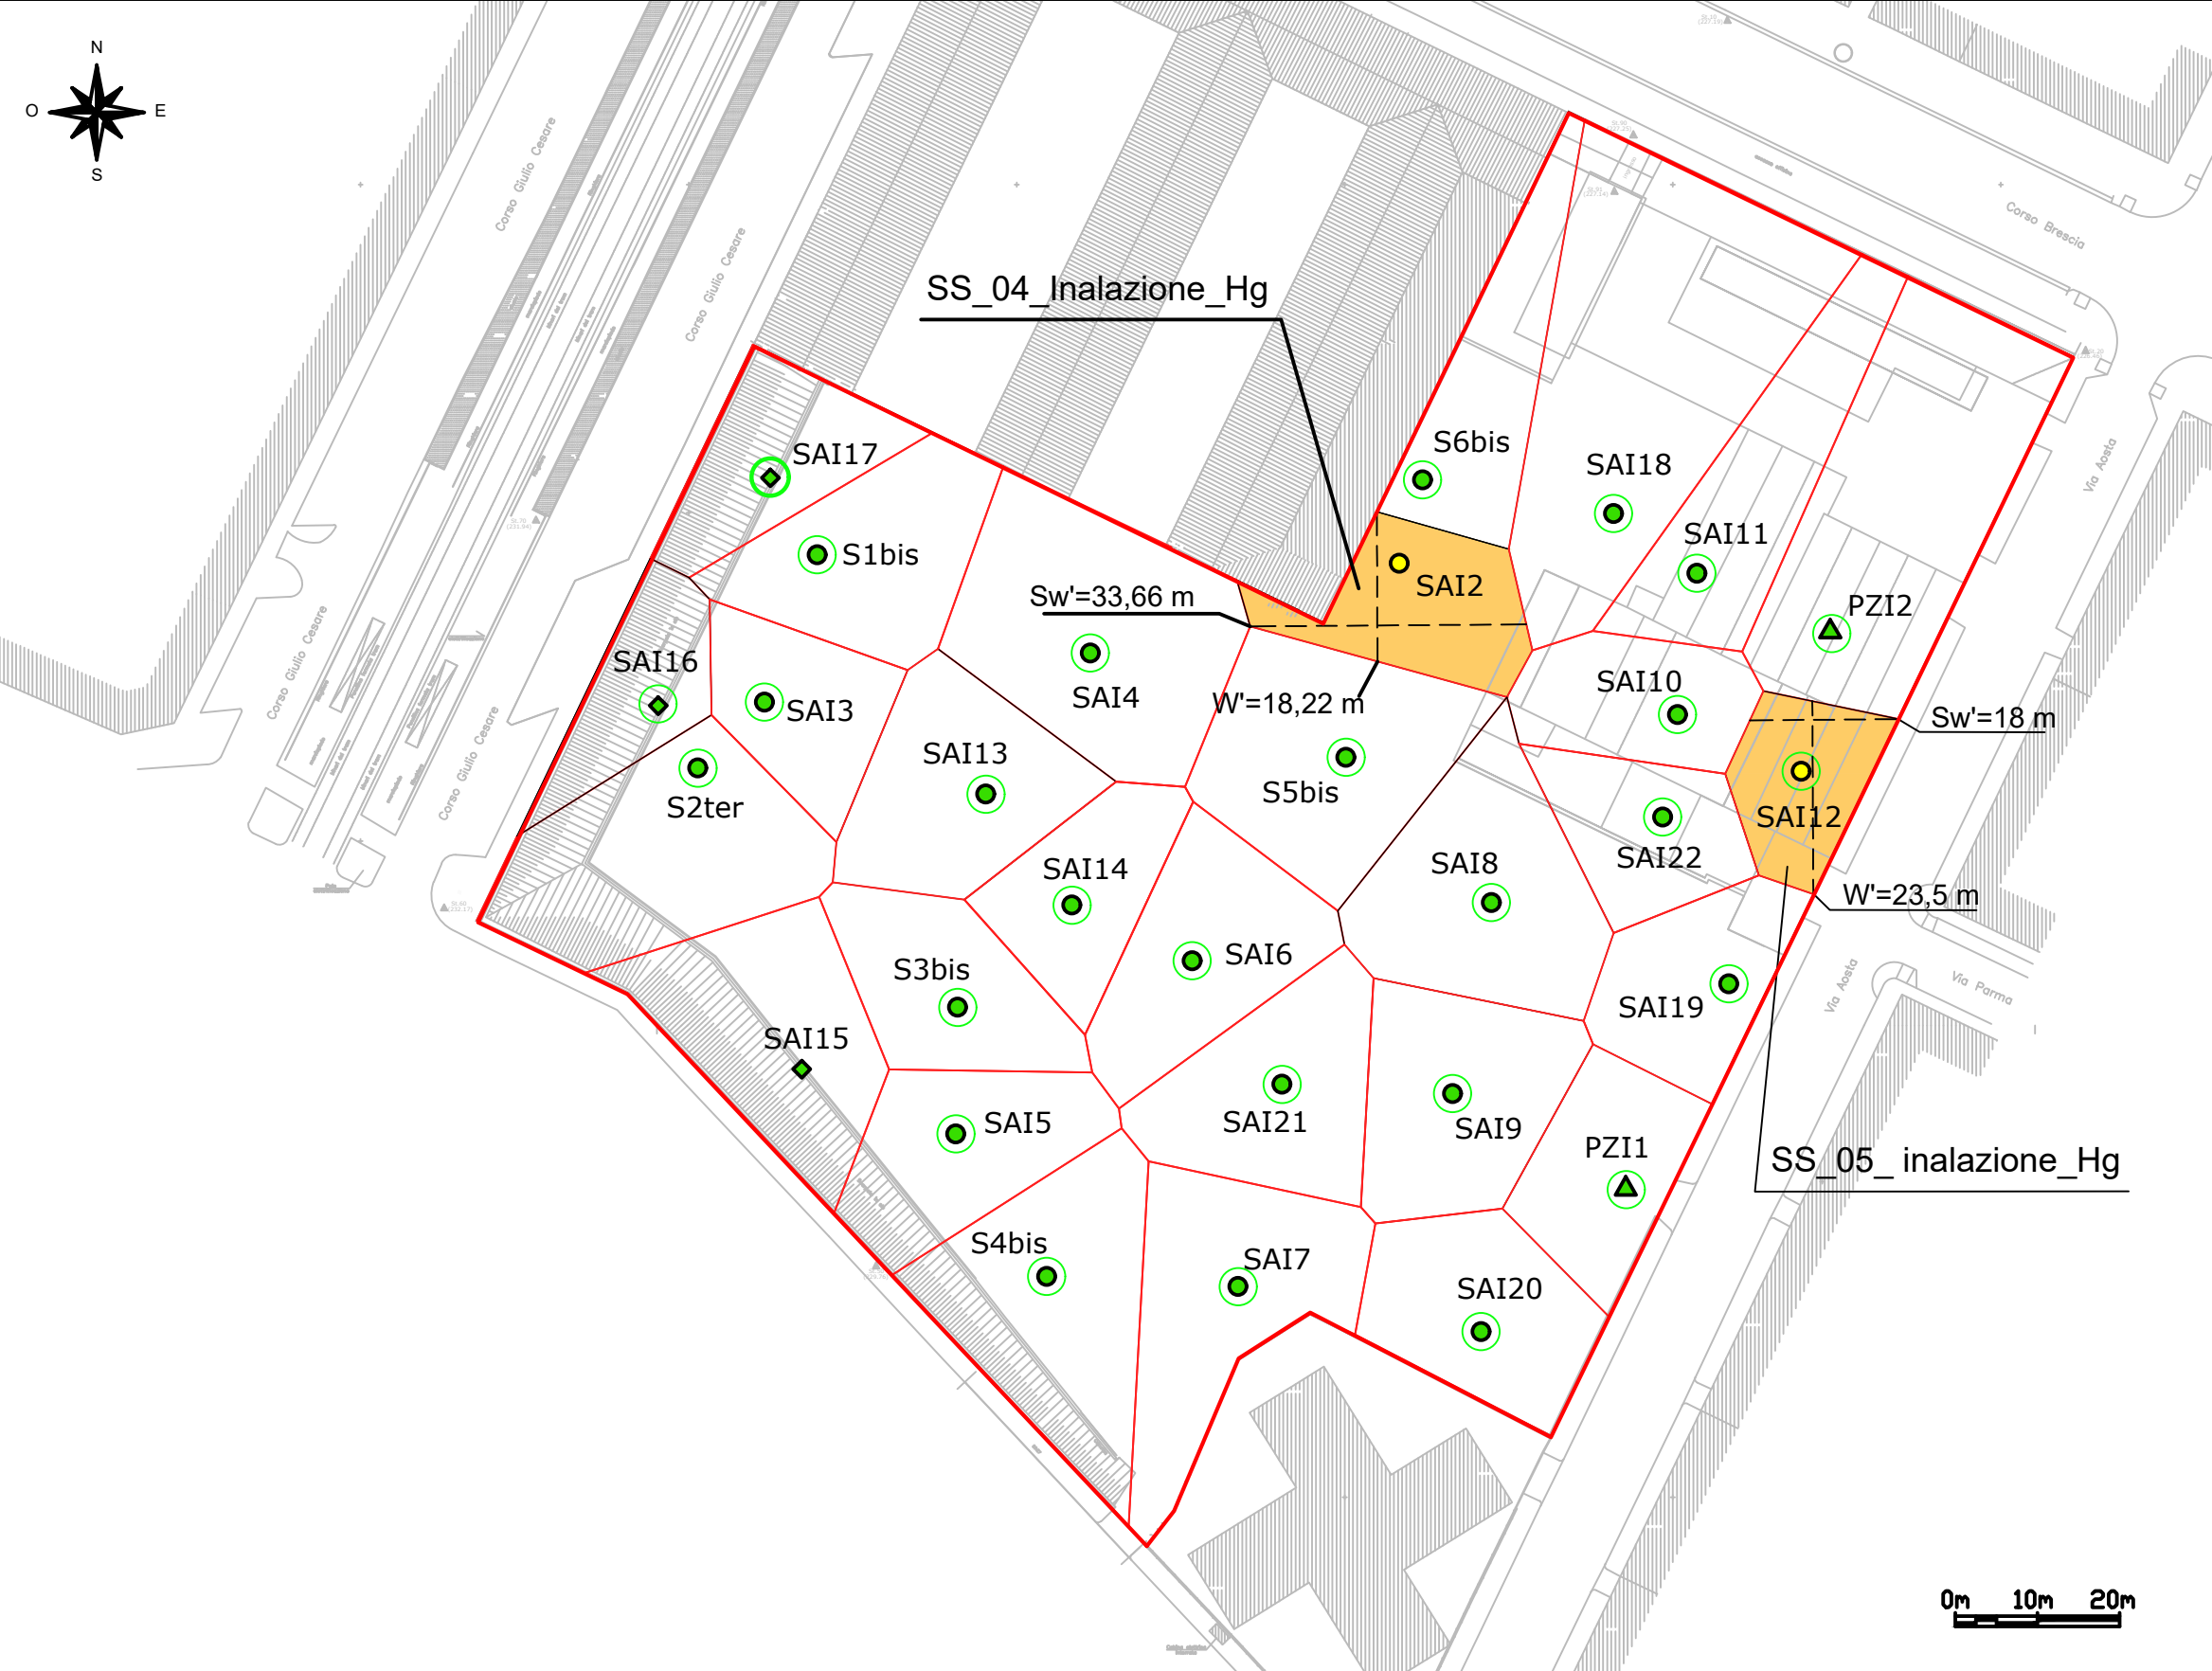 N
O
E
S
Corso Giulio Cesare
Corso Giulio Cesare
Corso Brescia
SS_04_Inalazione_Hg
S6bis
SAI17
SAI18
Via Aosta
SAI11
S1bis
SAI2
Sw'=33,66 m
PZI2
Corso Giulio Cesare
SAI16
SAI4
SAI10
W'=18,22 m
SAI3
Sw'=18 m
SAI13
Corso Giulio Cesare
S5bis
S2ter
SAI12
SAI22
SAI14
SAI8
W'=23,5 m
SAI6
S3bis
Via Aosta
Via Parma
SAI19
SAI15
SAI5
SAI21
SAI9
PZI1
SS_05_ inalazione_Hg
S4bis
SAI7
SAI20
0m 10m 20m